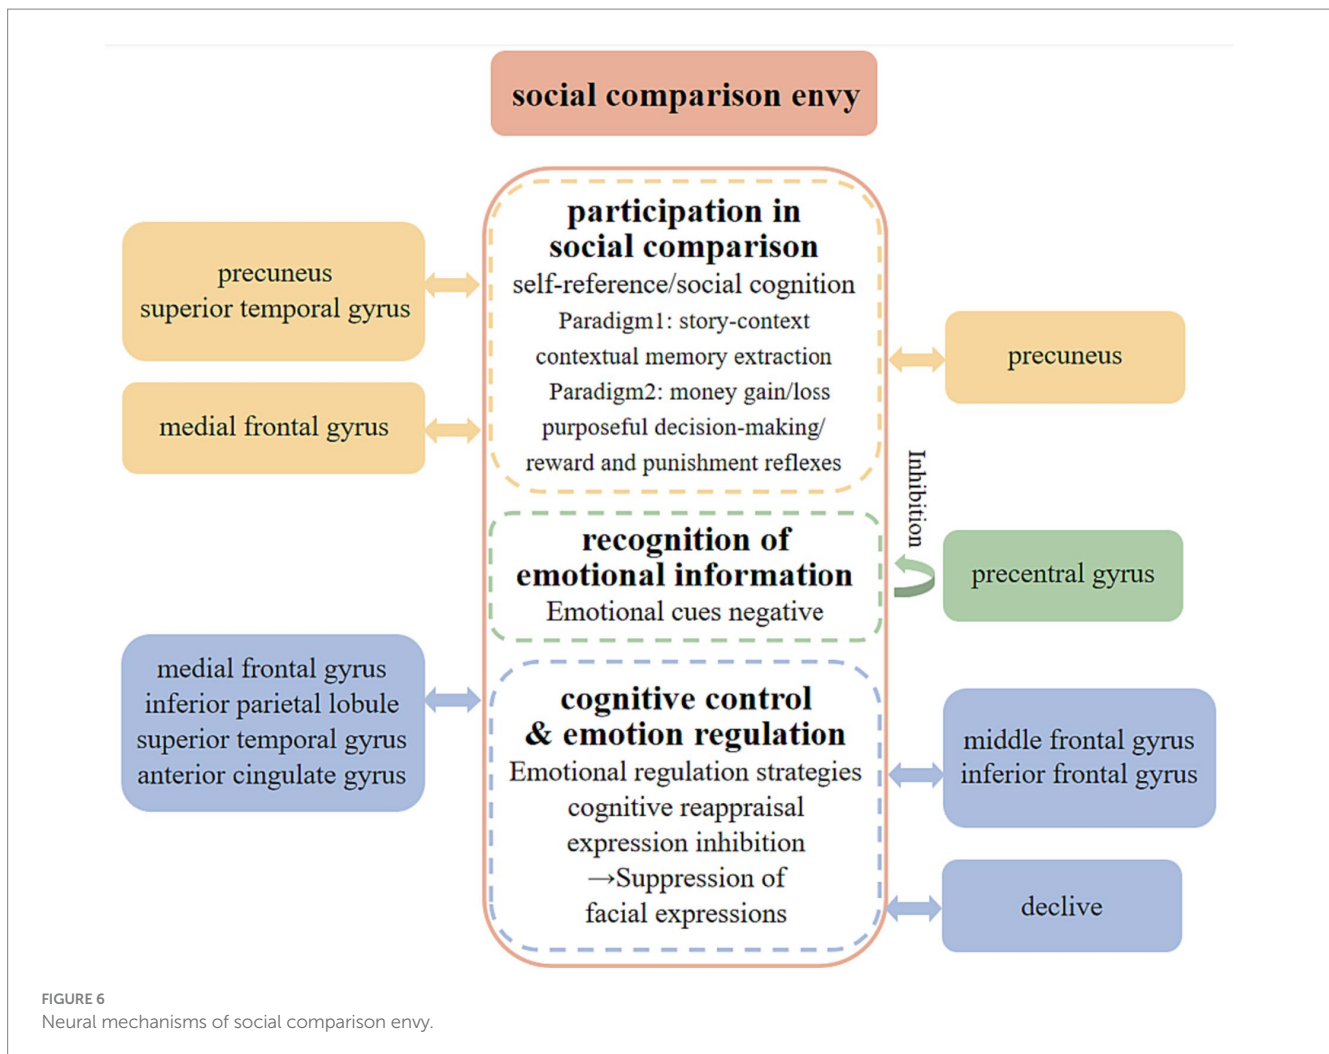 social comparison envy
participation in
social comparison
self-reference/social cognition
Paradigm1: story-context
contextual memory extraction
Paradigm2: money gain/loss
purposeful decision-making/
reward and punishment reflexes
precuneus
superior temporal gyrus
medial frontal gyrus
precuneus
Inhibition
recognition of
emotional information
Emotional cues negative
precentral gyrus
medial frontal gyrus
inferior parietal lobule
superior temporal gyrus
anterior cingulate gyrus
cognitive control
& emotion regulation
Emotional regulation strategies
cognitive reappraisal
expression inhibition
→Suppression of
facial expressions
middle frontal gyrus
inferior frontal gyrus
declive
FIGURE 6
Neural mechanisms of social comparison envy.